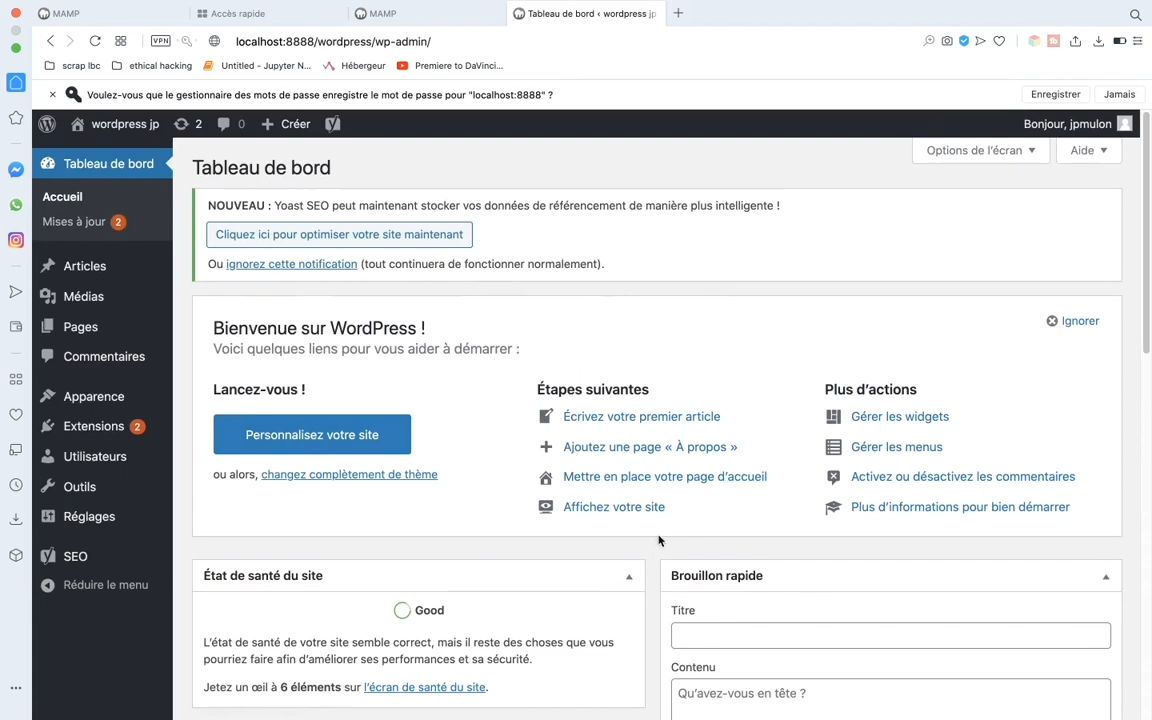 MAMP
Accès rapide
MAMP
Tableau de bord ‹ wordpress jp
VPN
localhost:8888/wordpress/wp-admin/
scrap lbc
ethical hacking
Untitled - Jupyter N...
Hébergeur
Premiere to DaVinci...
Voulez-vous que le gestionnaire des mots de passe enregistre le mot de passe pour "localhost:8888" ?
Enregistrer
Jamais
wordpress jp
2
0
Créer
Bonjour, jpmulon
Tableau de bord
Accueil
Mises à jour 2
Articles
Médias
Pages
Commentaires
Apparence
Extensions 2
Utilisateurs
Outils
Réglages
SEO
Réduire le menu
Tableau de bord
Options de l'écran
Aide
NOUVEAU : Yoast SEO peut maintenant stocker vos données de référencement de manière plus intelligente !
Cliquez ici pour optimiser votre site maintenant
Ou ignorez cette notification (tout continuera de fonctionner normalement).
Bienvenue sur WordPress !
Ignorer
Voici quelques liens pour vous aider à démarrer :
Lancez-vous !
Personnalisez votre site
ou alors, changez complètement de thème
Étapes suivantes
Écrivez votre premier article
Ajoutez une page « À propos »
Mettre en place votre page d'accueil
Affichez votre site
Plus d'actions
Gérer les widgets
Gérer les menus
Activez ou désactivez les commentaires
Plus d'informations pour bien démarrer
État de santé du site
Good
L'état de santé de votre site semble correct, mais il reste des choses que vous
pourriez faire afin d'améliorer ses performances et sa sécurité.
Jetez un œil à 6 éléments sur l'écran de santé du site.
Brouillon rapide
Titre
Contenu
Qu'avez-vous en tête ?